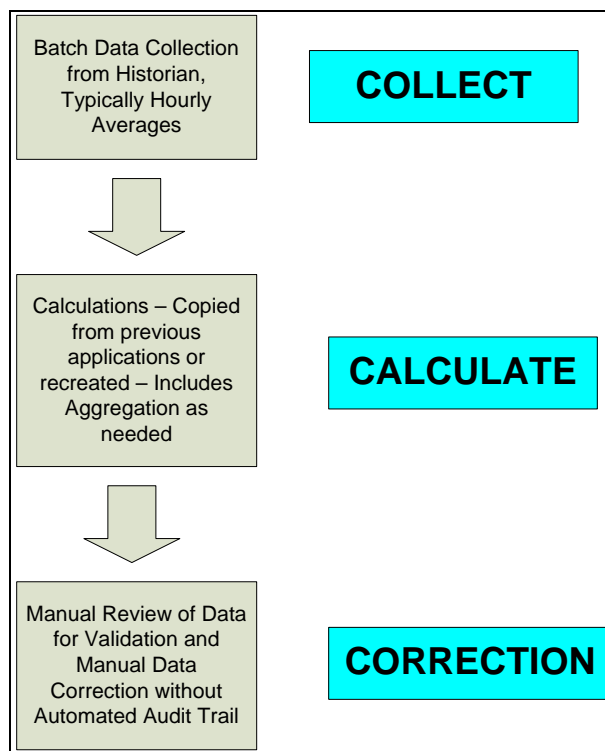 Batch Data Collection
from Historian,
Typically Hourly
Averages
COLLECT
Calculations – Copied
from previous
applications or
recreated – Includes
Aggregation as
needed
CALCULATE
Manual Review of Data
for Validation and
Manual Data
Correction without
Automated Audit Trail
CORRECTION